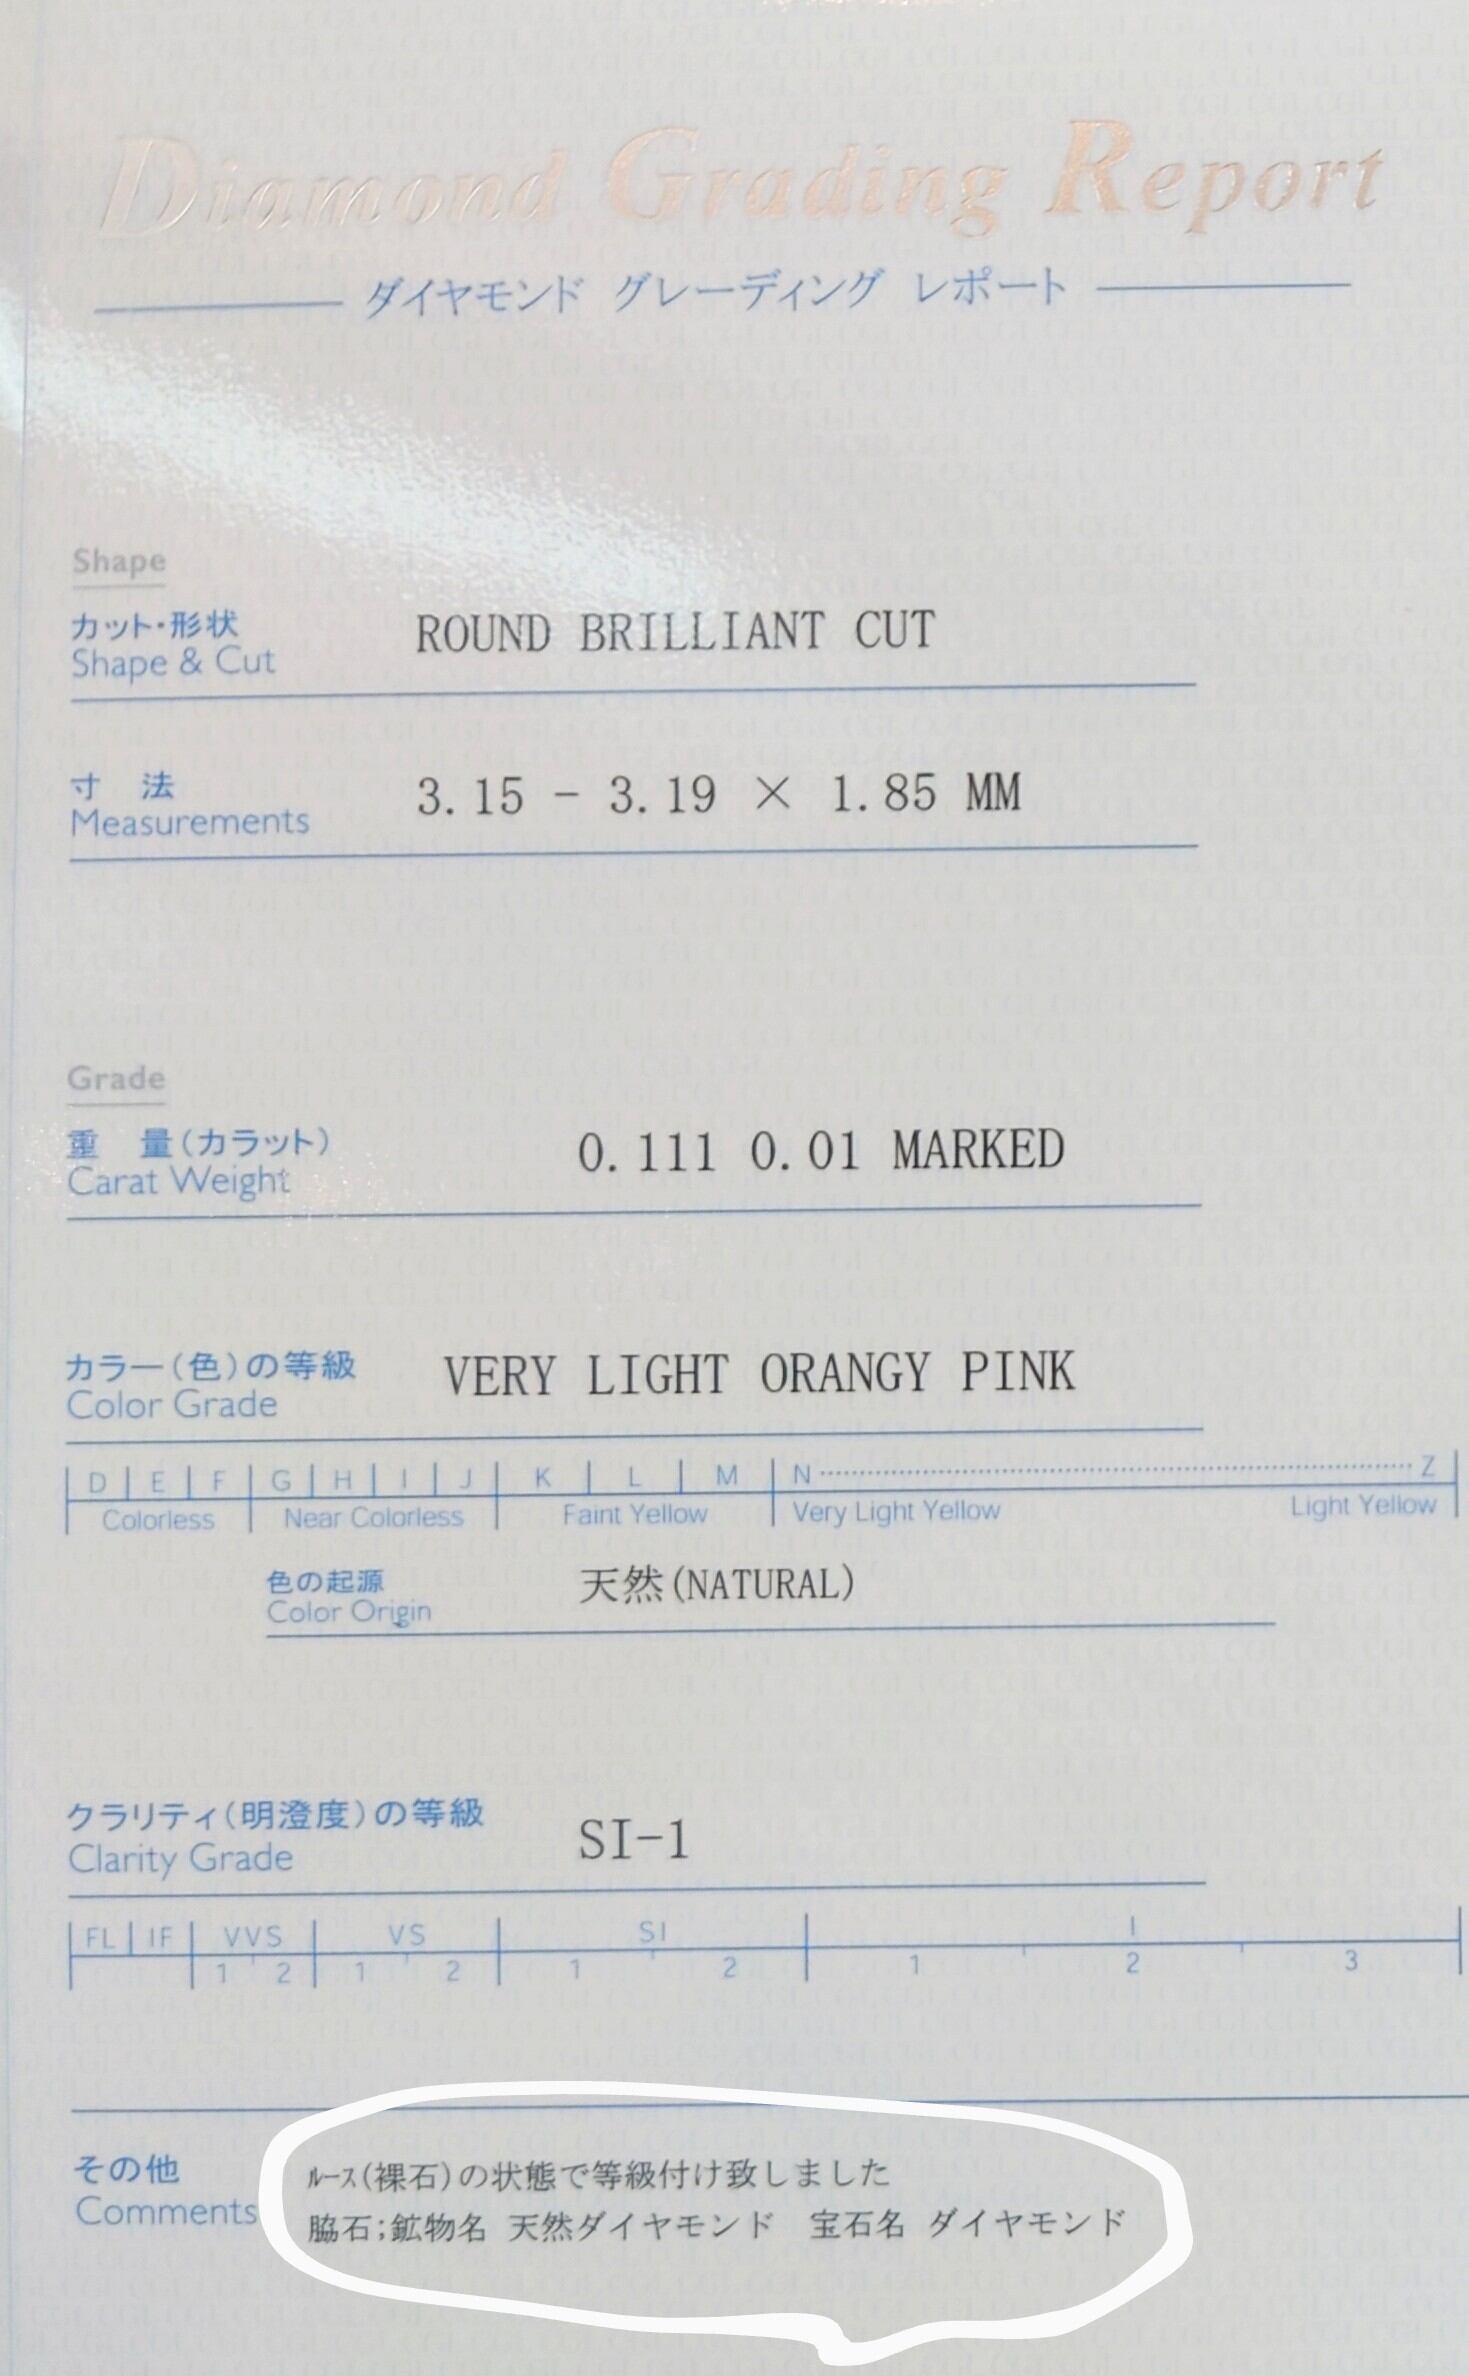 Diamond Grading Report
ダイヤモンド グレーディング レポート
Shape
カット・形状
Shape & Cut
ROUND BRILLIANT CUT
寸 法
Measurements
3.15 - 3.19 × 1.85 MM
Grade
重 量(カラット)
Carat Weight
0.111 0.01 MARKED
カラー(色)の等級
Color Grade
VERY LIGHT ORANGY PINK
D E F G H I J K L M N Z
Colorless Near Colorless Faint Yellow Very Light Yellow Light Yellow
色の起源
Color Origin
天然(NATURAL)
クラリティ(明澄度)の等級
Clarity Grade
SI-1
FL IF VVS VS SI I
1 2 1 2 1 2 1 2 3
その他
Comments
ﾙｰｽ(裸石)の状態で等級付け致しました
脇石;鉱物名 天然ダイヤモンド 宝石名 ダイヤモンド